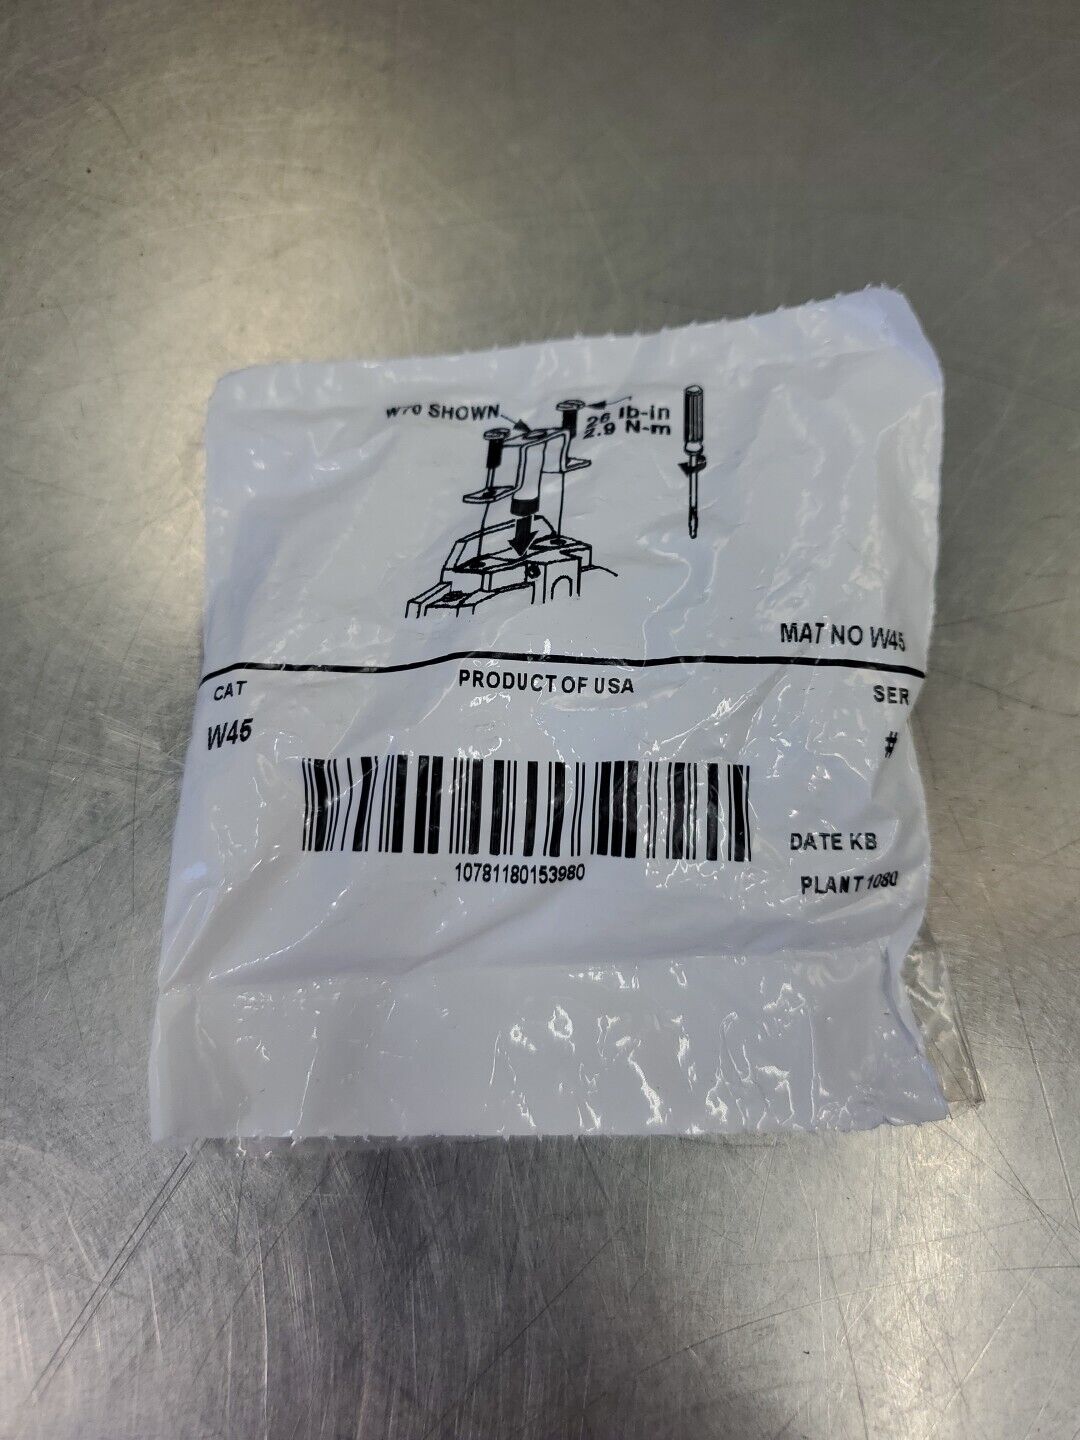 W70 SHOWN
26 lb-in
2.9 N-m
MAT NO W45
CAT
PRODUCT OF USA
SER
W45
#
10781180153980
DATE KB
PLANT 1080